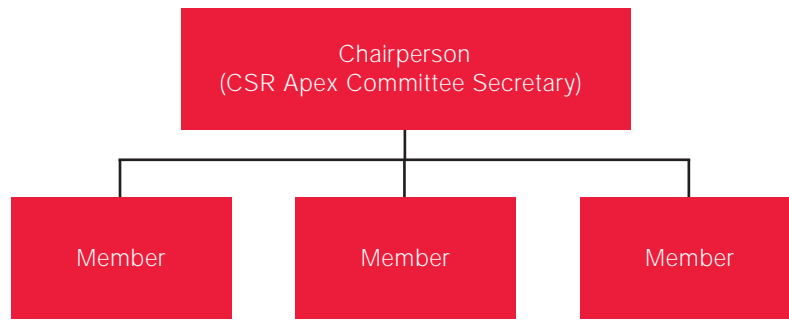 Chairperson
(CSR Apex Committee Secretary)
Member
Member
Member